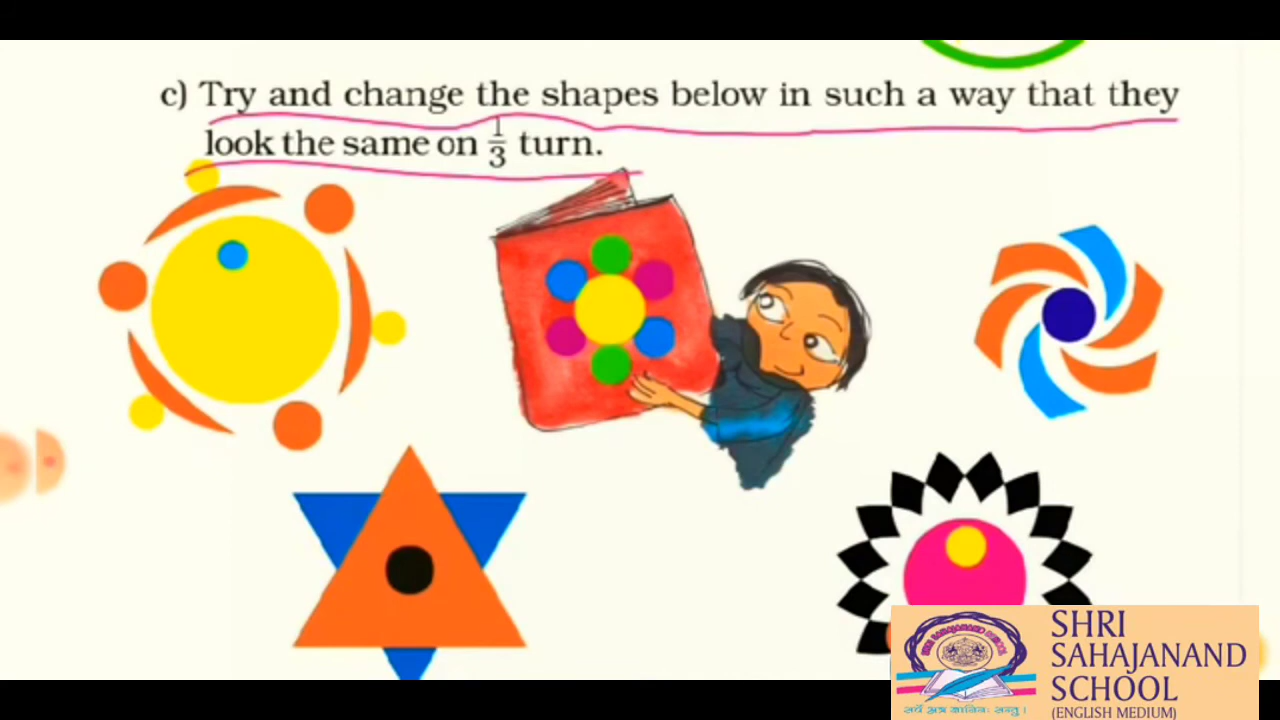 c) Try and change the shapes below in such a way that they
look the same on 1/3 turn.
SHRI
SAHAJANAND
SCHOOL
(ENGLISH MEDIUM)